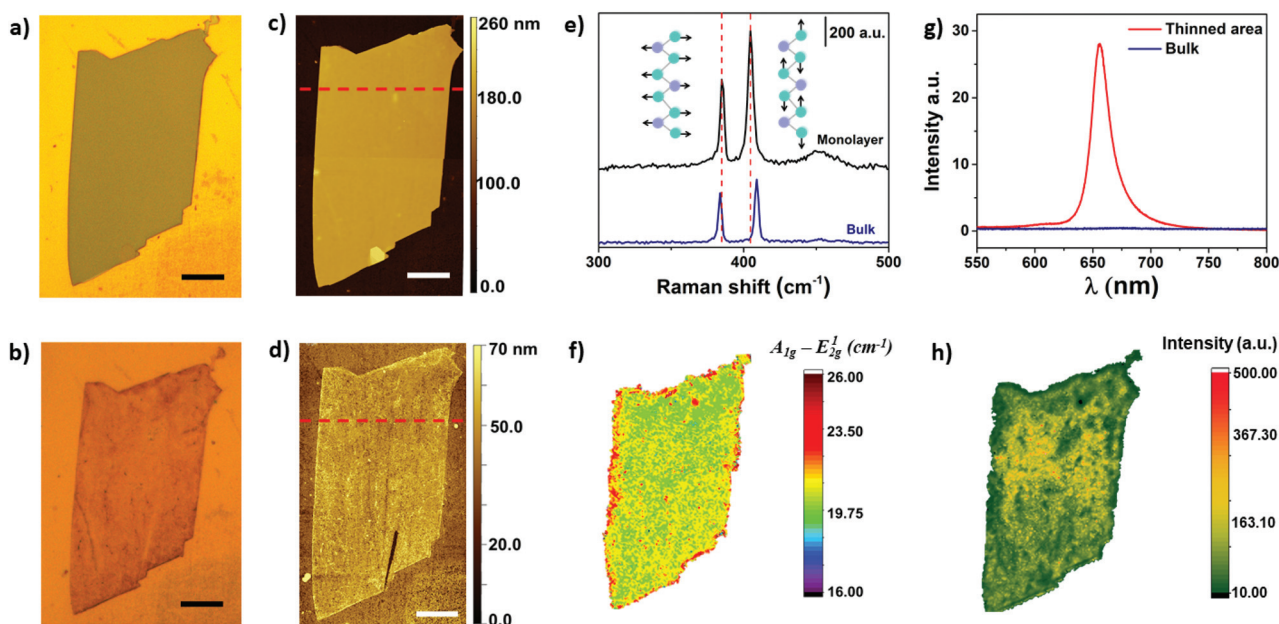 a)
c)
260 nm
180.0
100.0
0.0
e)
200 a.u.
Monolayer
Bulk
300
400
500
Raman shift (cm⁻¹)
g)
Thinned area
Bulk
Intensity a.u.
30
20
10
0
550
600
650
700
750
800
λ (nm)
b)
d)
70 nm
50.0
20.0
0.0
f)
A1g – E¹2g (cm⁻¹)
26.00
23.50
19.75
16.00
h)
Intensity (a.u.)
500.00
367.30
163.10
10.00